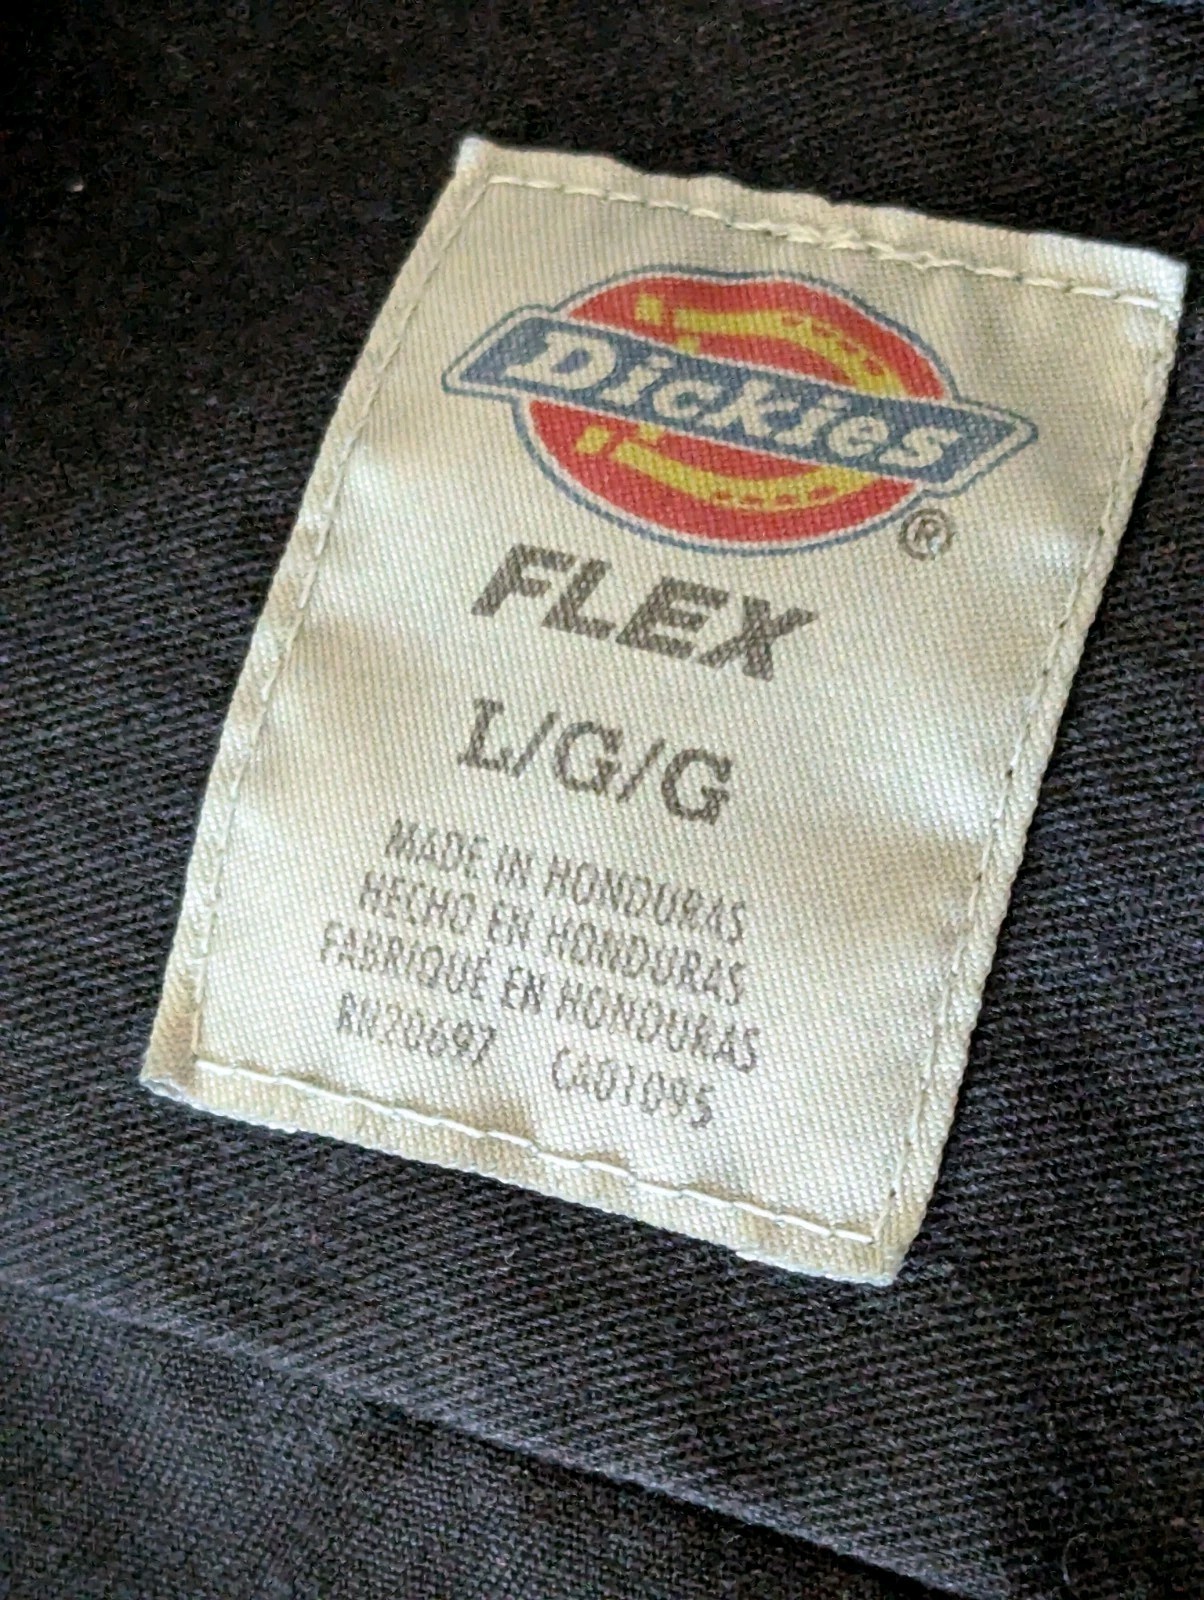 Dickies
®
FLEX
L/G/G
MADE IN HONDURAS
HECHO EN HONDURAS
FABRIQUÉ EN HONDURAS
RN20697 CA01095